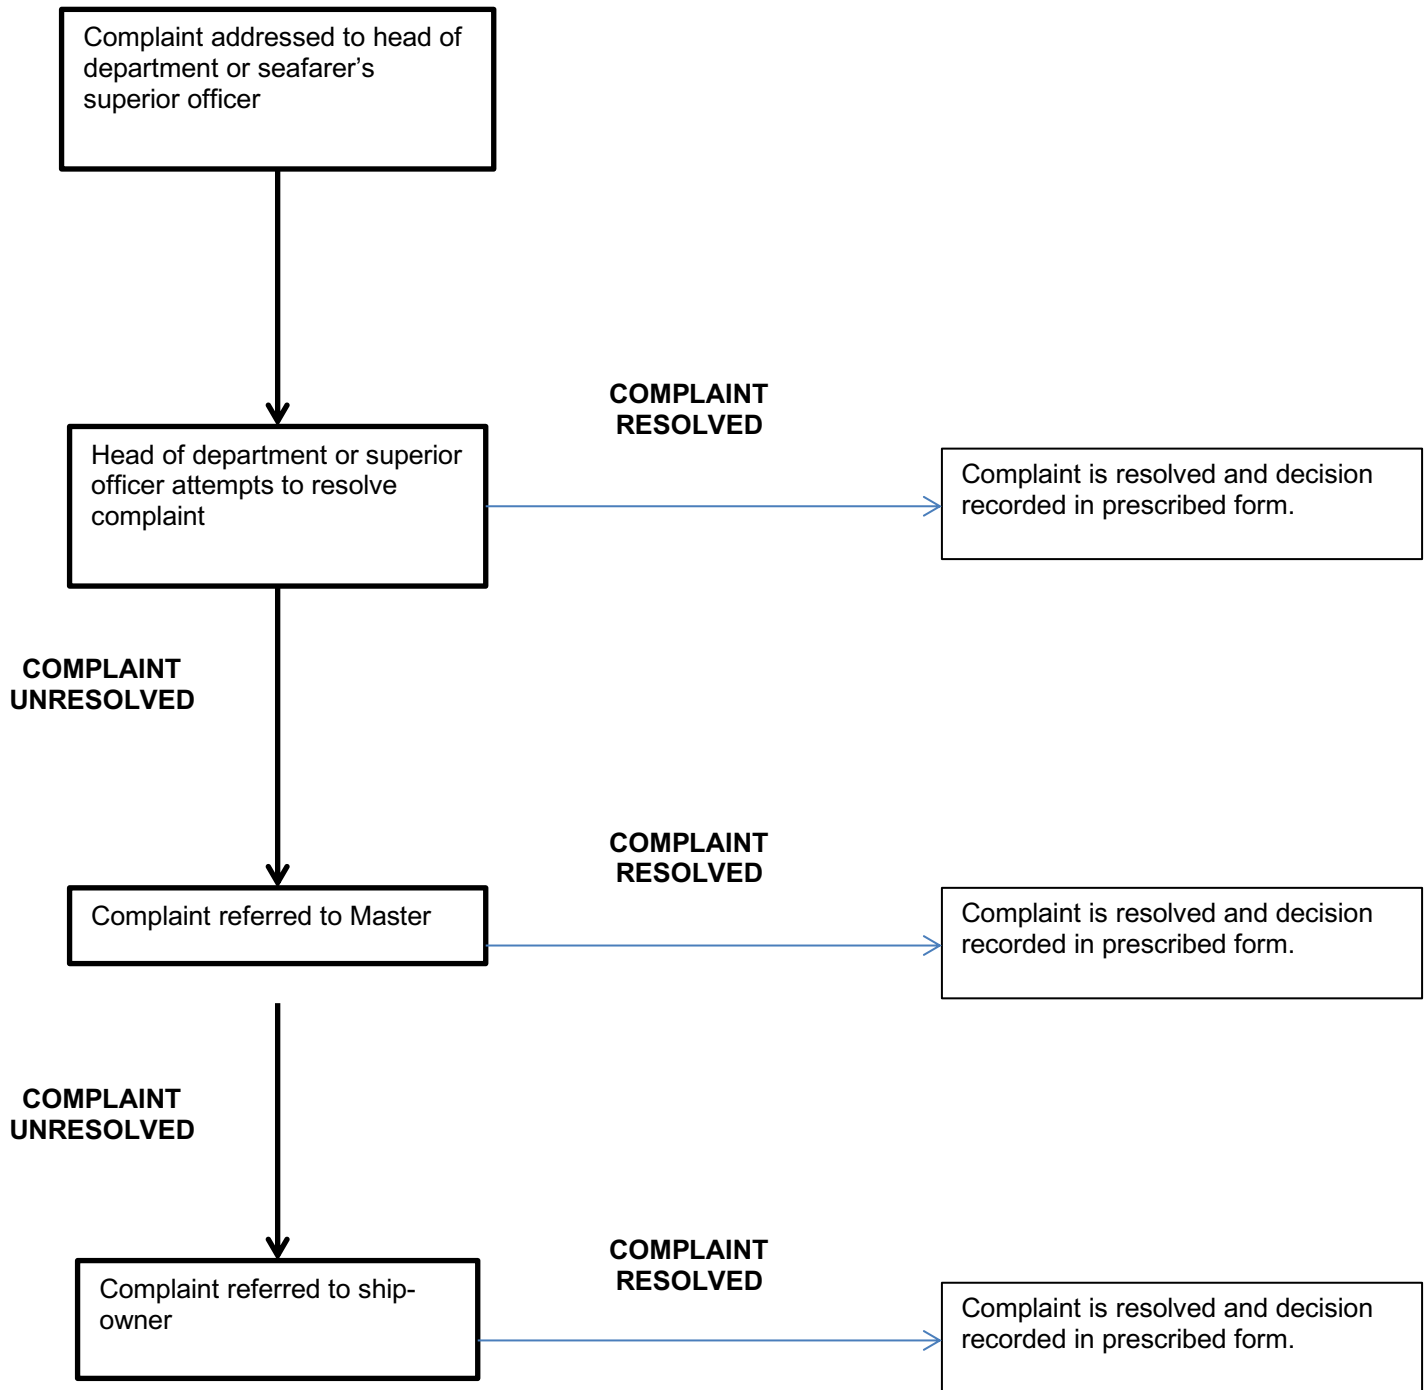 Complaint addressed to head of
department or seafarer’s
superior officer
COMPLAINT
RESOLVED
Head of department or superior
officer attempts to resolve
complaint
Complaint is resolved and decision
recorded in prescribed form.
COMPLAINT
UNRESOLVED
COMPLAINT
RESOLVED
Complaint referred to Master
Complaint is resolved and decision
recorded in prescribed form.
COMPLAINT
UNRESOLVED
COMPLAINT
RESOLVED
Complaint referred to ship-
owner
Complaint is resolved and decision
recorded in prescribed form.